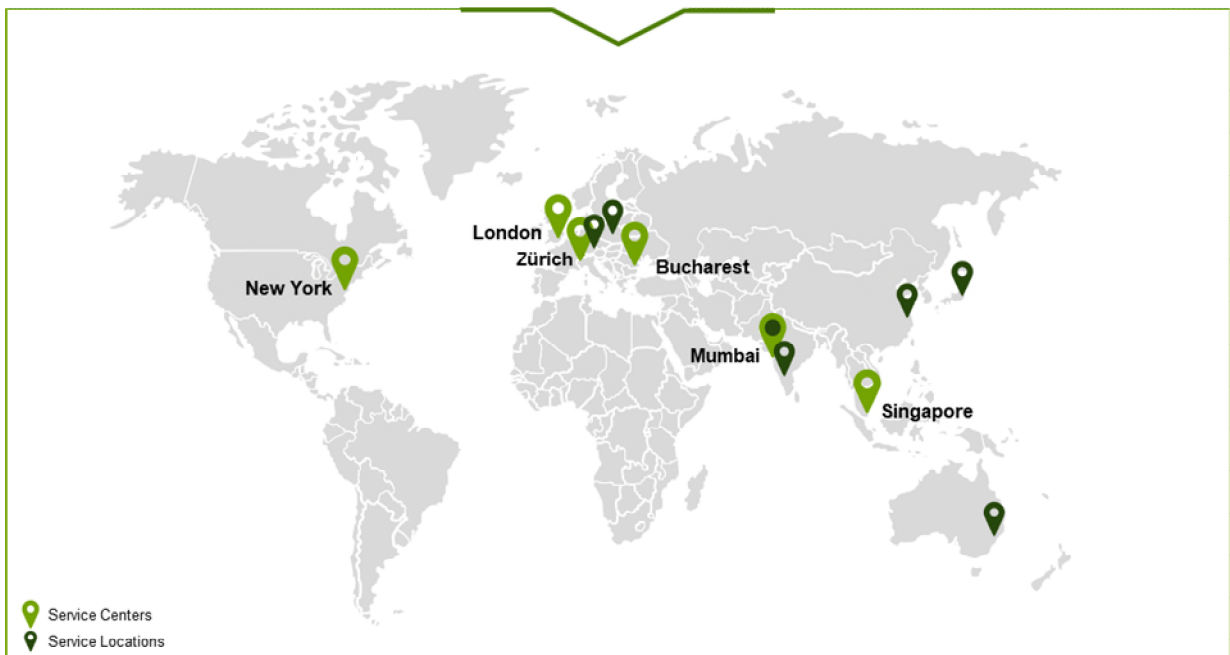 London
Zürich
Bucharest
New York
Mumbai
Singapore
Service Centers
Service Locations